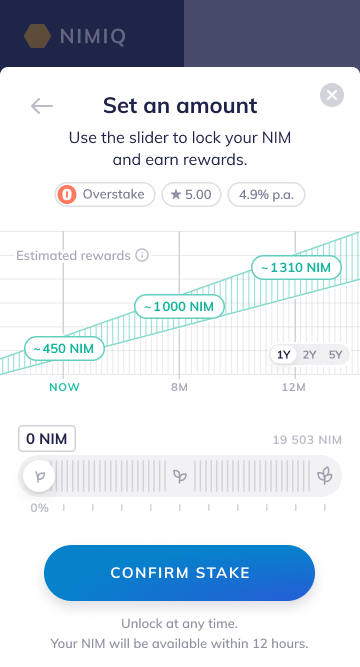 NIMIQ
Set an amount
Use the slider to lock your NIM
and earn rewards.
Overstake
5.00
4.9% p.a.
Estimated rewards
~1310 NIM
~1000 NIM
~450 NIM
1Y 2Y 5Y
NOW 8M 12M
0 NIM
19 503 NIM
0%
CONFIRM STAKE
Unlock at any time.
Your NIM will be available within 12 hours.